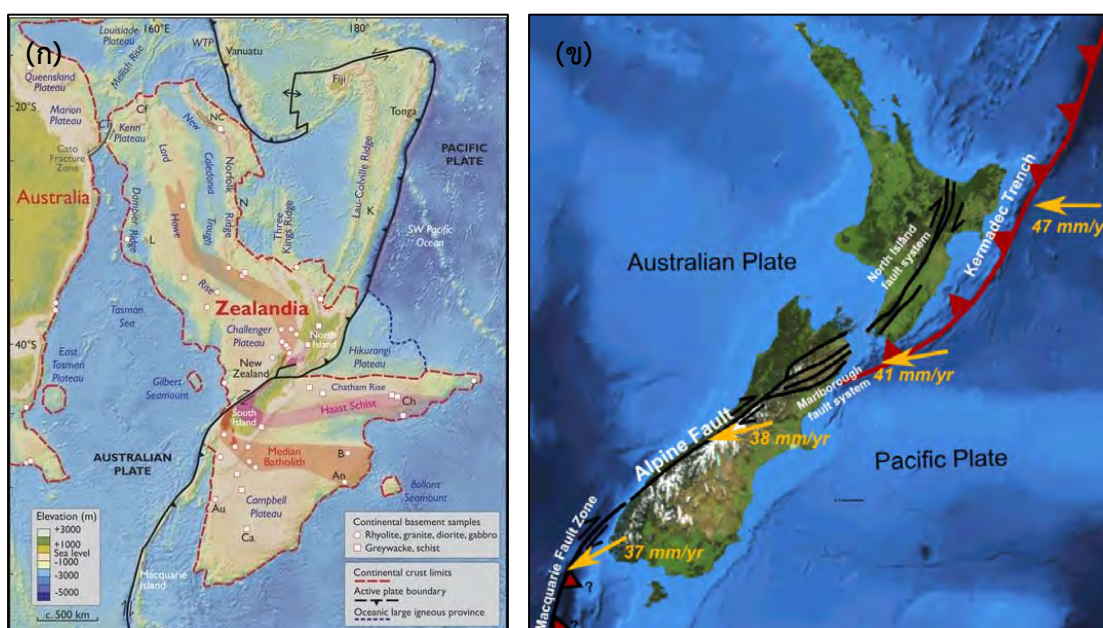 (ก)
160°E
180°
Louisiade
Plateau
WTP
Vanuatu
Mellish Rise
Queensland
Plateau
Fiji
20°S
Marion
Plateau
Cf
Ch
Kenn
Plateau
New
NC
Tonga
PACIFIC
PLATE
Cato
Fracture
Zone
Lord
Caledonia
Norfolk
Lau-Colville Ridge
Australia
Dampier Ridge
N
Ridge
K
Three
Kings Ridge
L
Howe
Trough
SW Pacific
Ocean
Tasman
Sea
Rise
Zealandia
Challenger
Plateau
North
Island
40°S
New
Zealand
Hikurangi
Plateau
East
Tasman
Plateau
Gilbert
Seamount
Chatham Rise
Ch
South
Island
Haast Schist
AUSTRALIAN
PLATE
Median
Batholith
B
An
Bollons
Seamount
Au
Campbell
Plateau
Ca
Macquarie
Island
Elevation (m)
+3000
+1000
Sea level
-1000
-3000
-5000
c. 500 km
Continental basement samples
Rhyolite, granite, diorite, gabbro
Greywacke, schist
Continental crust limits
Active plate boundary
Oceanic large igneous province
(ข)
Australian Plate
North Island
fault system
Kermadec Trench
47 mm/yr
41 mm/yr
Marlborough
fault system
Alpine Fault
38 mm/yr
Pacific Plate
Macquarie Fault Zone
37 mm/yr
?
?